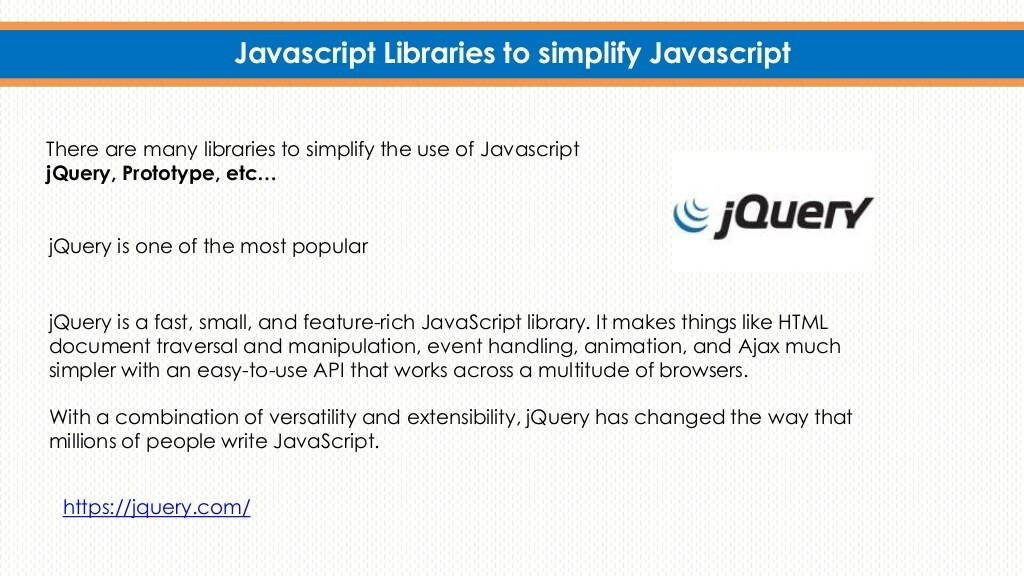 Javascript Libraries to simplify Javascript
There are many libraries to simplify the use of Javascript
jQuery, Prototype, etc…
jQuery
jQuery is one of the most popular
jQuery is a fast, small, and feature-rich JavaScript library. It makes things like HTML
document traversal and manipulation, event handling, animation, and Ajax much
simpler with an easy-to-use API that works across a multitude of browsers.
With a combination of versatility and extensibility, jQuery has changed the way that
millions of people write JavaScript.
https://jquery.com/